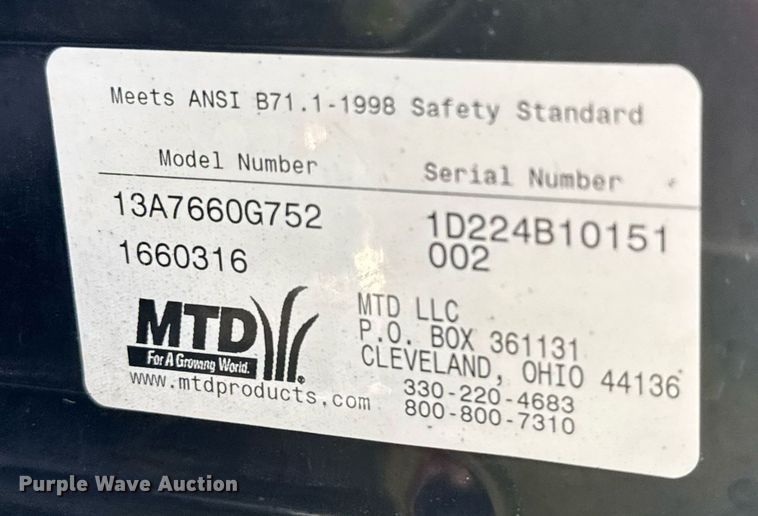 Meets ANSI B71.1-1998 Safety Standard
Model Number Serial Number
13A7660G752 1D224B10151
1660316 002
MTD
For A Growing World.
www.mtdproducts.com
MTD LLC
P.O. BOX 361131
CLEVELAND, OHIO 44136
330-220-4683
800-800-7310
Purple Wave Auction